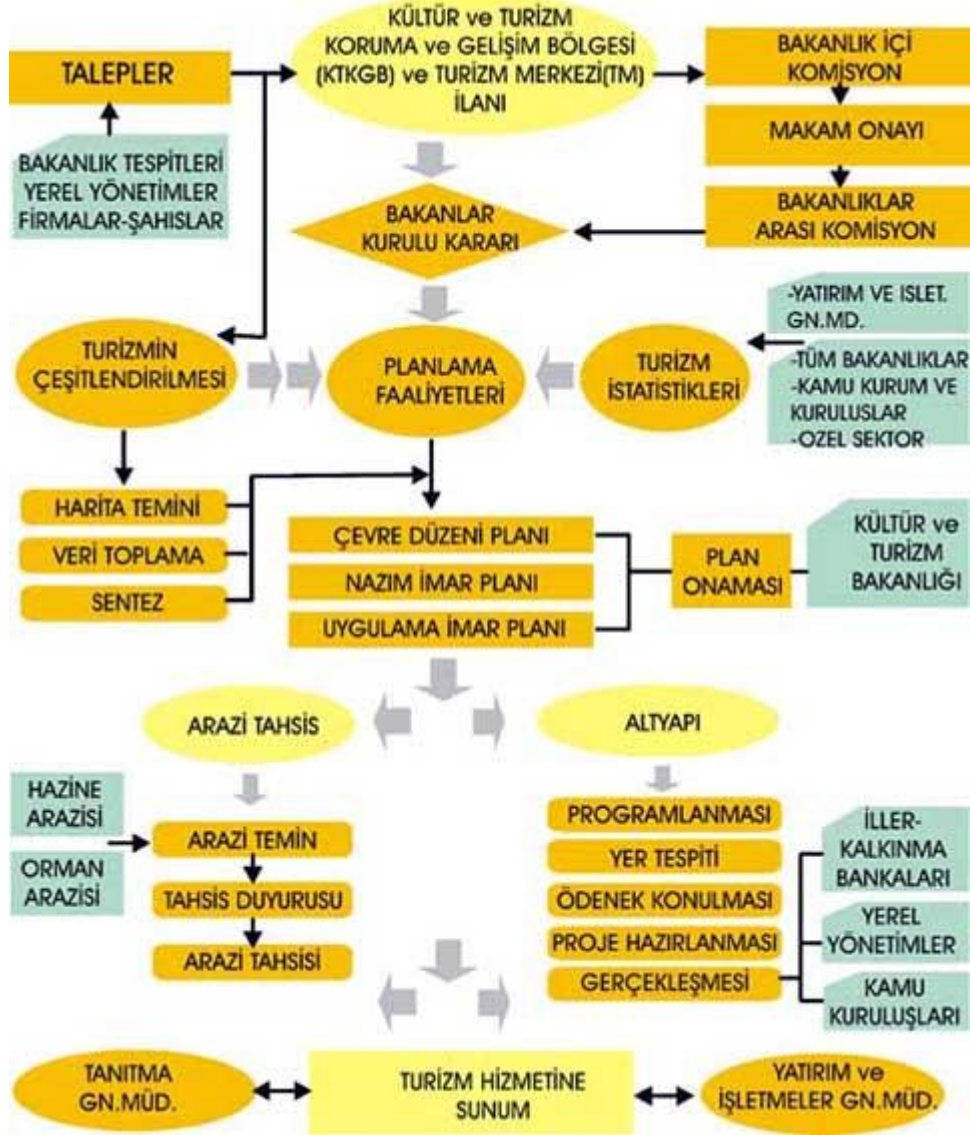 KÜLTÜR ve TURİZM
KORUMA ve GELİŞİM BÖLGESİ
(KTKGB) ve TURİZM MERKEZİ(TM)
İLANI
TALEPLER
BAKANLIK TESPİTLERİ
YEREL YÖNETİMLER
FİRMALAR-ŞAHISLAR
BAKANLIK İÇİ
KOMİSYON
MAKAM ONAYI
BAKANLIKLAR
ARASI KOMİSYON
BAKANLAR
KURULU KARARI
TURİZMİN
ÇEŞİTLENDİRİLMESİ
PLANLAMA
FAALİYETLERİ
TURİZM
İSTATİSTİKLERİ
-YATIRIM VE ISLET.
GN.MD.
-TÜM BAKANLIKLAR
-KAMU KURUM VE
KURULUSLAR
-OZEL SEKTOR
HARİTA TEMİNİ
VERİ TOPLAMA
SENTEZ
ÇEVRE DÜZENİ PLANI
NAZIM İMAR PLANI
UYGULAMA İMAR PLANI
PLAN
ONAMASI
KÜLTÜR ve
TURİZM
BAKANLIĞI
ARAZİ TAHSİS
ALTYAPI
HAZİNE
ARAZİSİ
ORMAN
ARAZİSİ
ARAZİ TEMİN
TAHSİS DUYURUSU
ARAZİ TAHSİSİ
PROGRAMLANMASI
YER TESPİTİ
ÖDENEK KONULMASI
PROJE HAZIRLANMASI
GERÇEKLEŞMESİ
İLLER-
KALKINMA
BANKALARI
YEREL
YÖNETİMLER
KAMU
KURULUŞLARI
TANITMA
GN.MÜD.
TURİZM HİZMETİNE
SUNUM
YATIRIM ve
İŞLETMELER GN.MÜD.